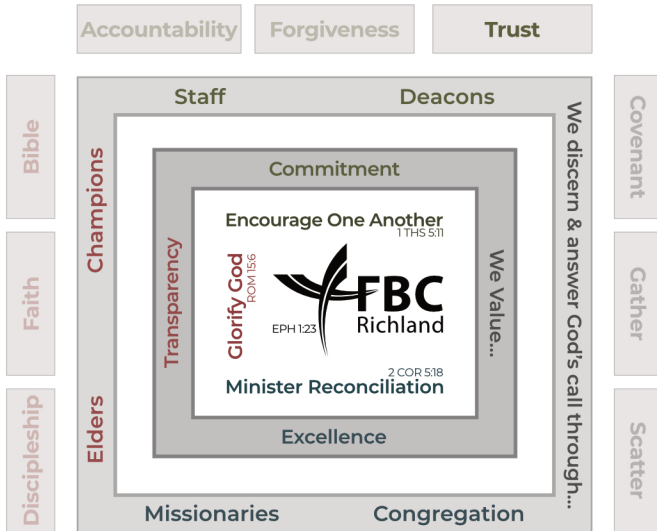 Accountability
Forgiveness
Trust
Bible
Faith
Discipleship
Covenant
Gather
Scatter
Staff
Deacons
Champions
Elders
We discern & answer God's call through...
Missionaries
Congregation
Commitment
Transparency
We Value...
Excellence
Encourage One Another
1 THS 5:11
Glorify God
ROM 15:6
EPH 1:23
FBC
Richland
2 COR 5:18
Minister Reconciliation